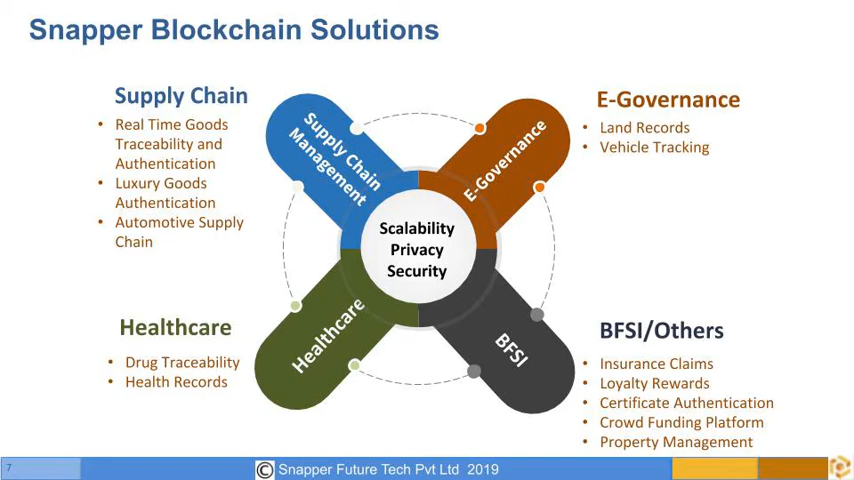 Snapper Blockchain Solutions
Supply Chain
• Real Time Goods
Traceability and
Authentication
• Luxury Goods
Authentication
• Automotive Supply
Chain
E-Governance
• Land Records
• Vehicle Tracking
Supply Chain
Management
E-Governance
Scalability
Privacy
Security
Healthcare
BFSI
Healthcare
• Drug Traceability
• Health Records
BFSI/Others
• Insurance Claims
• Loyalty Rewards
• Certificate Authentication
• Crowd Funding Platform
• Property Management
7
© Snapper Future Tech Pvt Ltd 2019